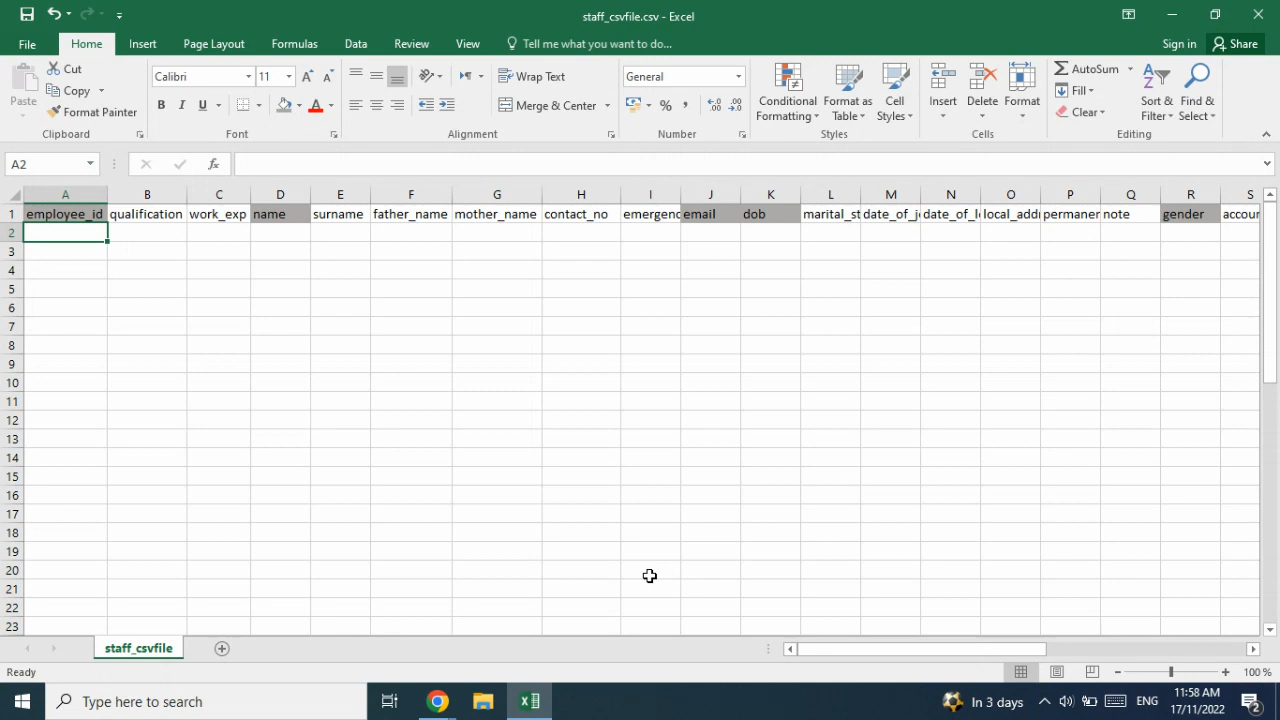 staff_csvfile.csv - Excel
File Home Insert Page Layout Formulas Data Review View Tell me what you want to do... Sign in Share
Paste
Cut
Copy
Format Painter
Clipboard
Calibri 11
B I U A
Font
Wrap Text
Merge & Center
Alignment
General
%
Number
Conditional Formatting
Format as Table
Cell Styles
Styles
Insert
Delete
Format
Cells
AutoSum
Fill
Clear
Sort & Filter
Find & Select
Editing
A2 fx
A B C D E F G H I J K L M N O P Q R S
1 employee_id qualification work_exp name surname father_name mother_name contact_no emergenc email dob marital_st date_of_j date_of_l local_addr permaner note gender accour
2
3
4
5
6
7
8
9
10
11
12
13
14
15
16
17
18
19
20
21
22
23
staff_csvfile
Ready 100 %
Type here to search In 3 days ENG 11:58 AM
17/11/2022 2